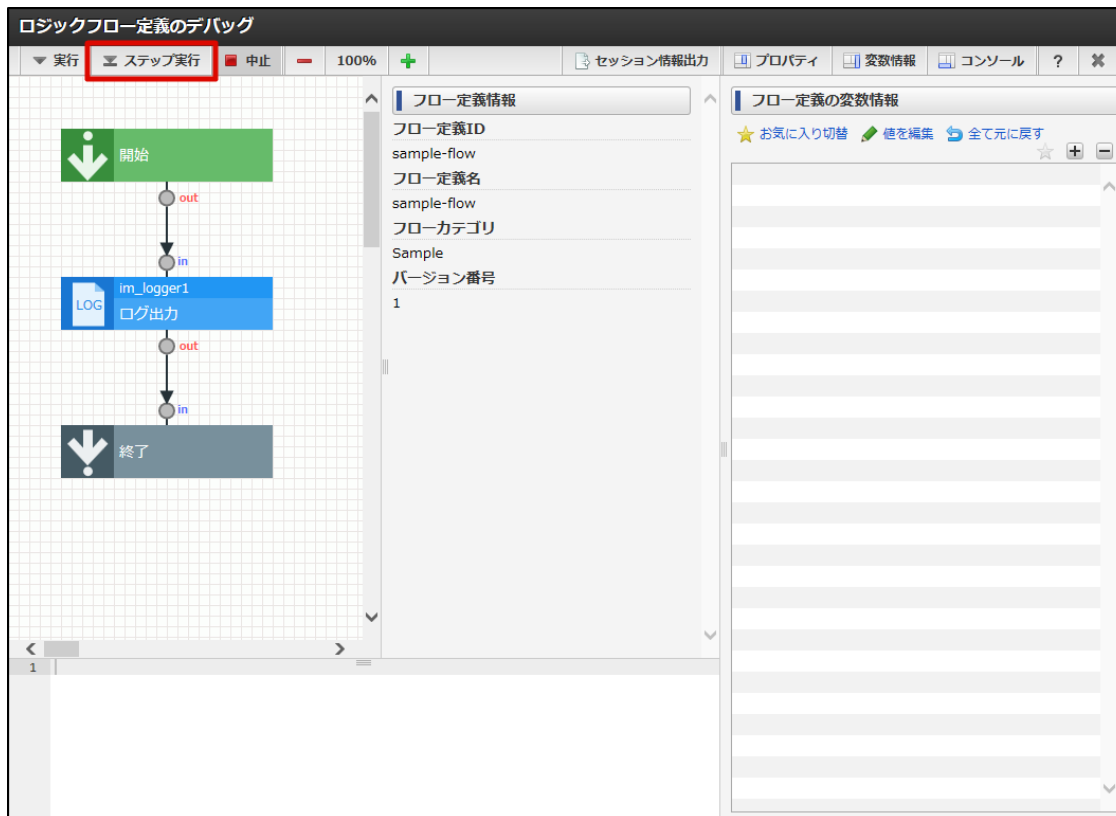 ロジックフロー定義のデバッグ
実行 ステップ実行 中止 100% セッション情報出力 プロパティ 変数情報 コンソール ?
開始
out
in
im_logger1
LOG
ログ出力
out
in
終了
フロー定義情報
フロー定義ID
sample-flow
フロー定義名
sample-flow
フローカテゴリ
Sample
バージョン番号
1
フロー定義の変数情報
お気に入り切替 値を編集 全て元に戻す
1